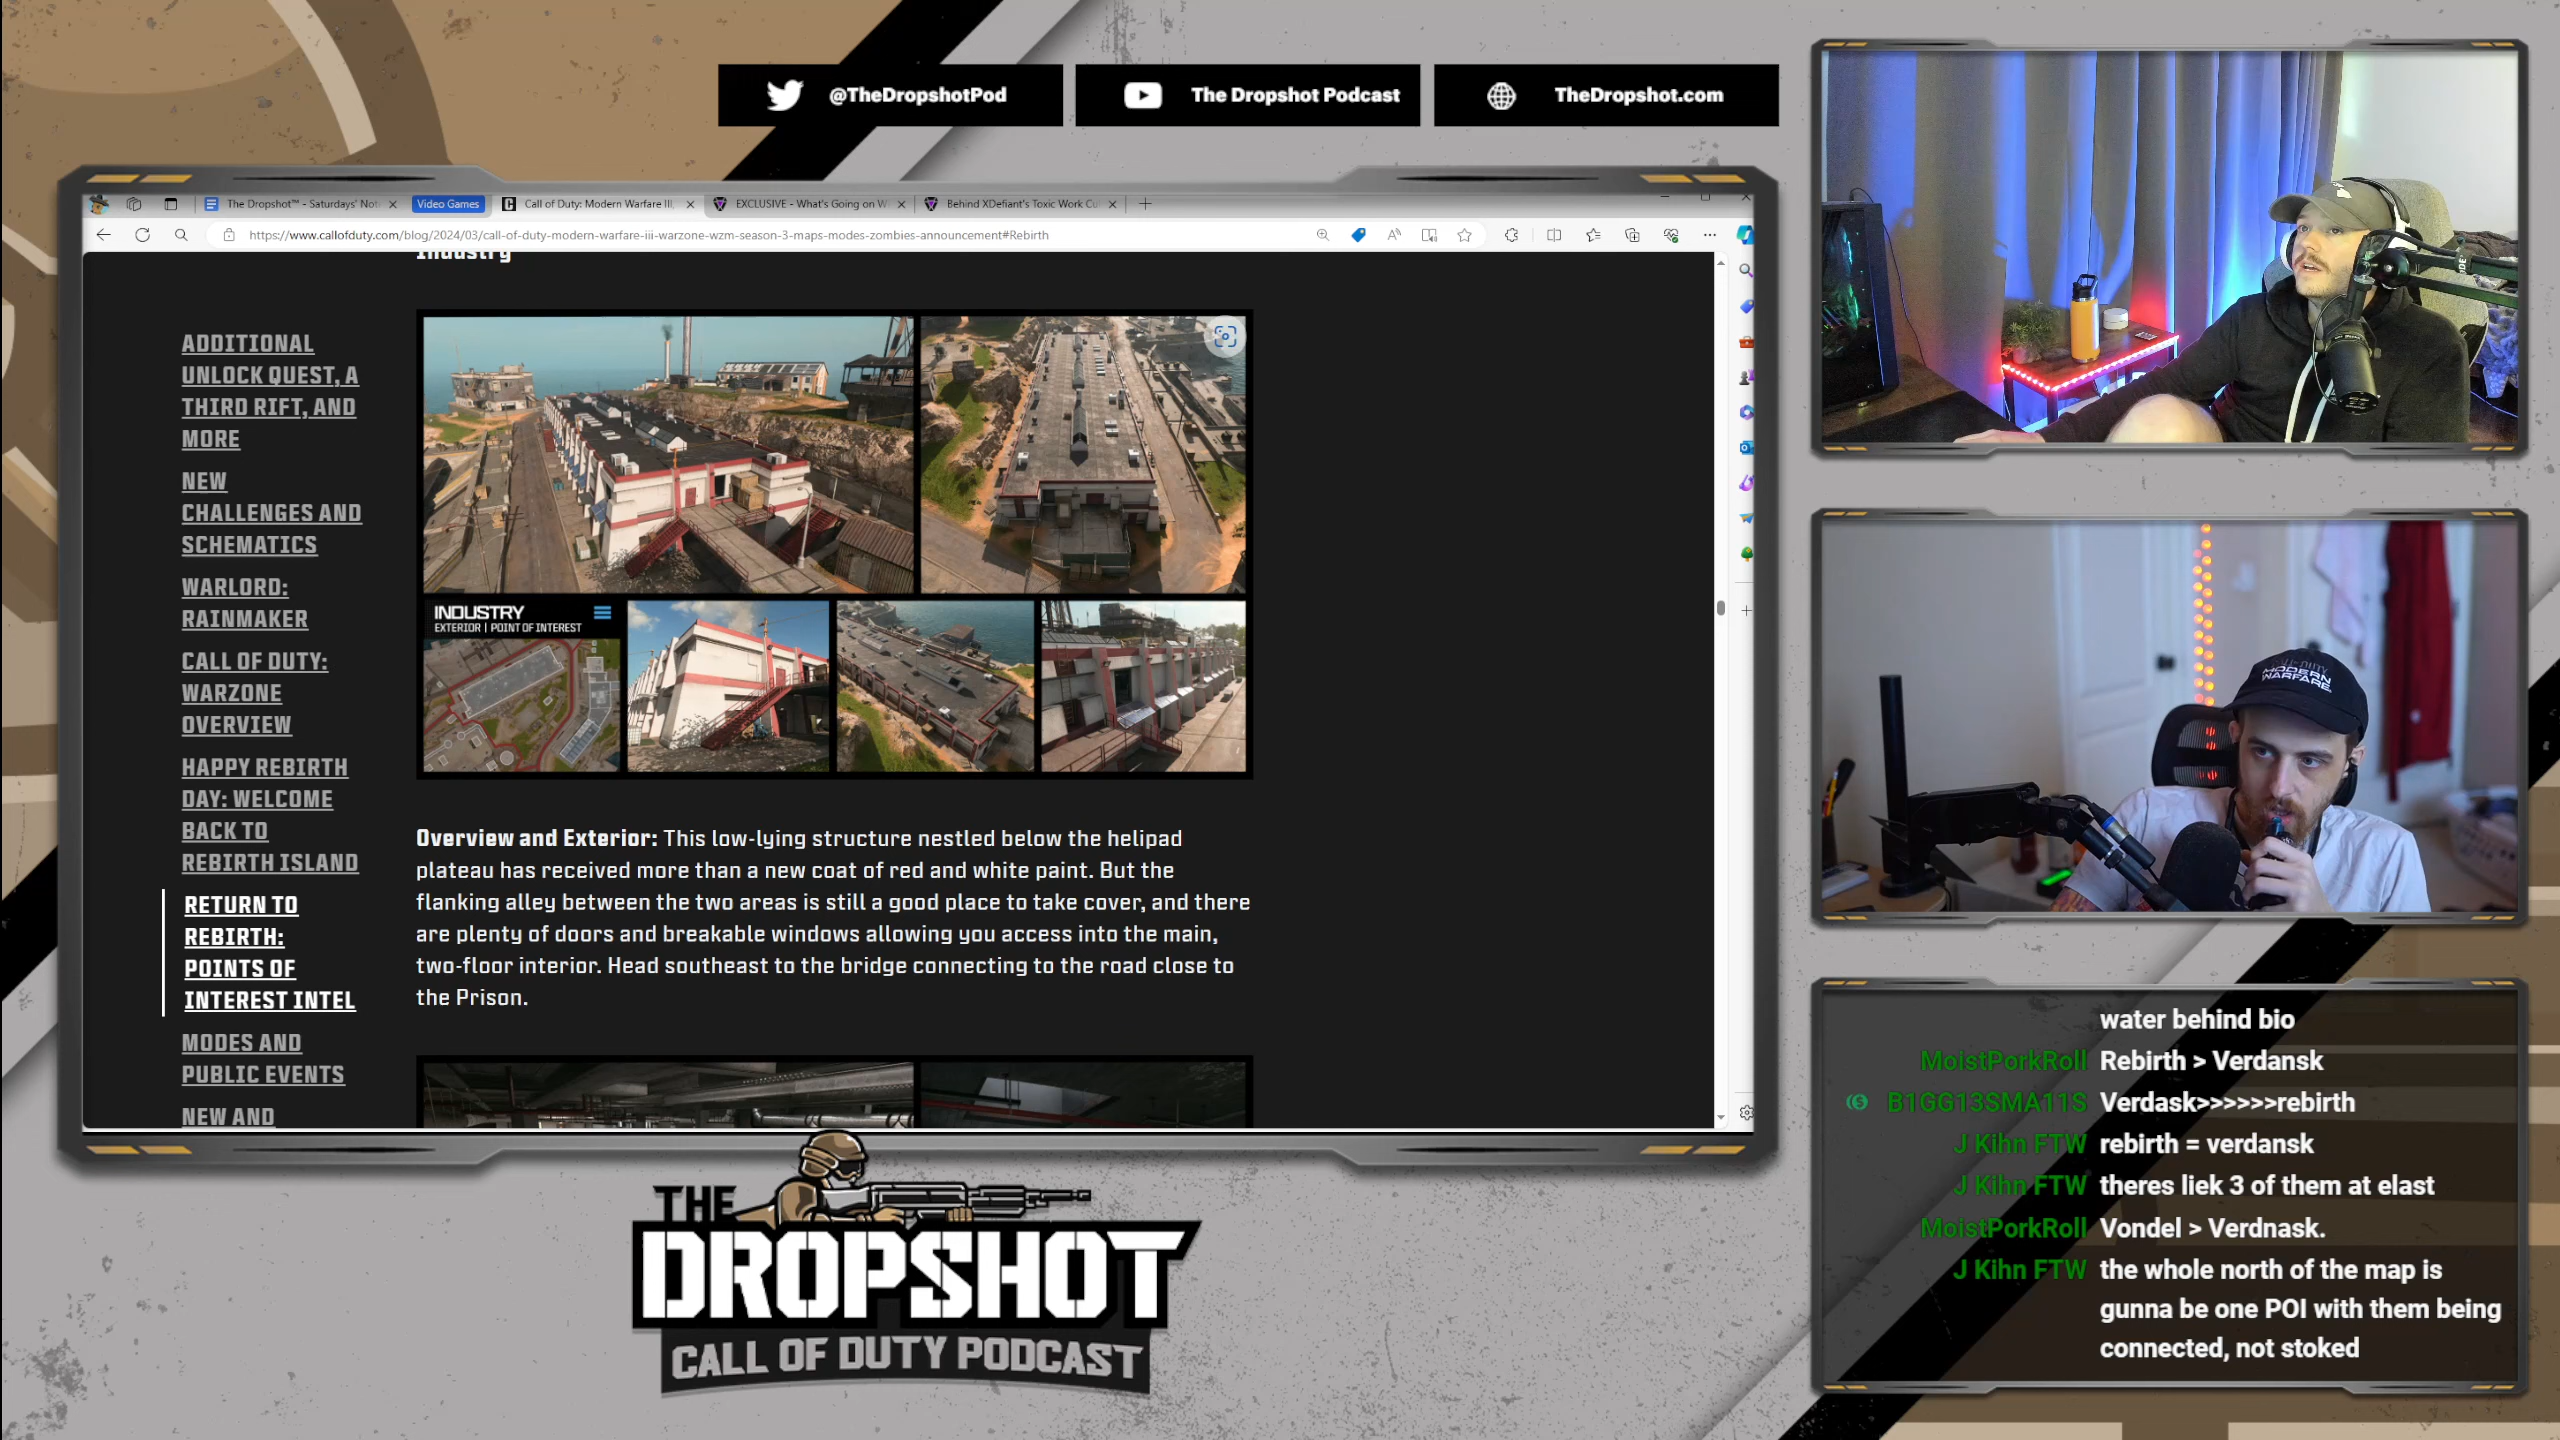 @TheDropshotPod
The Dropshot Podcast
TheDropshot.com
The Dropshot™ - Saturdays' Not
Video Games
Call of Duty: Modern Warfare III,
EXCLUSIVE - What's Going on W
Behind XDefiant's Toxic Work Cu
https://www.callofduty.com/blog/2024/03/call-of-duty-modern-warfare-iii-warzone-wzm-season-3-maps-modes-zombies-announcement#Rebirth
Industry
ADDITIONAL
UNLOCK QUEST, A
THIRD RIFT, AND
MORE
NEW
CHALLENGES AND
SCHEMATICS
WARLORD:
RAINMAKER
CALL OF DUTY:
WARZONE
OVERVIEW
HAPPY REBIRTH
DAY: WELCOME
BACK TO
REBIRTH ISLAND
RETURN TO
REBIRTH:
POINTS OF
INTEREST INTEL
MODES AND
PUBLIC EVENTS
NEW AND
INDUSTRY
EXTERIOR | POINT OF INTEREST
Overview and Exterior: This low-lying structure nestled below the helipad
plateau has received more than a new coat of red and white paint. But the
flanking alley between the two areas is still a good place to take cover, and there
are plenty of doors and breakable windows allowing you access into the main,
two-floor interior. Head southeast to the bridge connecting to the road close to
the Prison.
CALL OF DUTY
MODERN
WARFARE
water behind bio
MoistPorkRoll Rebirth > Verdansk
B1GG13SMA11S Verdask>>>>>>rebirth
J Kihn FTW rebirth = verdansk
J Kihn FTW theres liek 3 of them at elast
MoistPorkRoll Vondel > Verdnask.
J Kihn FTW the whole north of the map is
gunna be one POI with them being
connected, not stoked
THE
DROPSHOT
CALL OF DUTY PODCAST